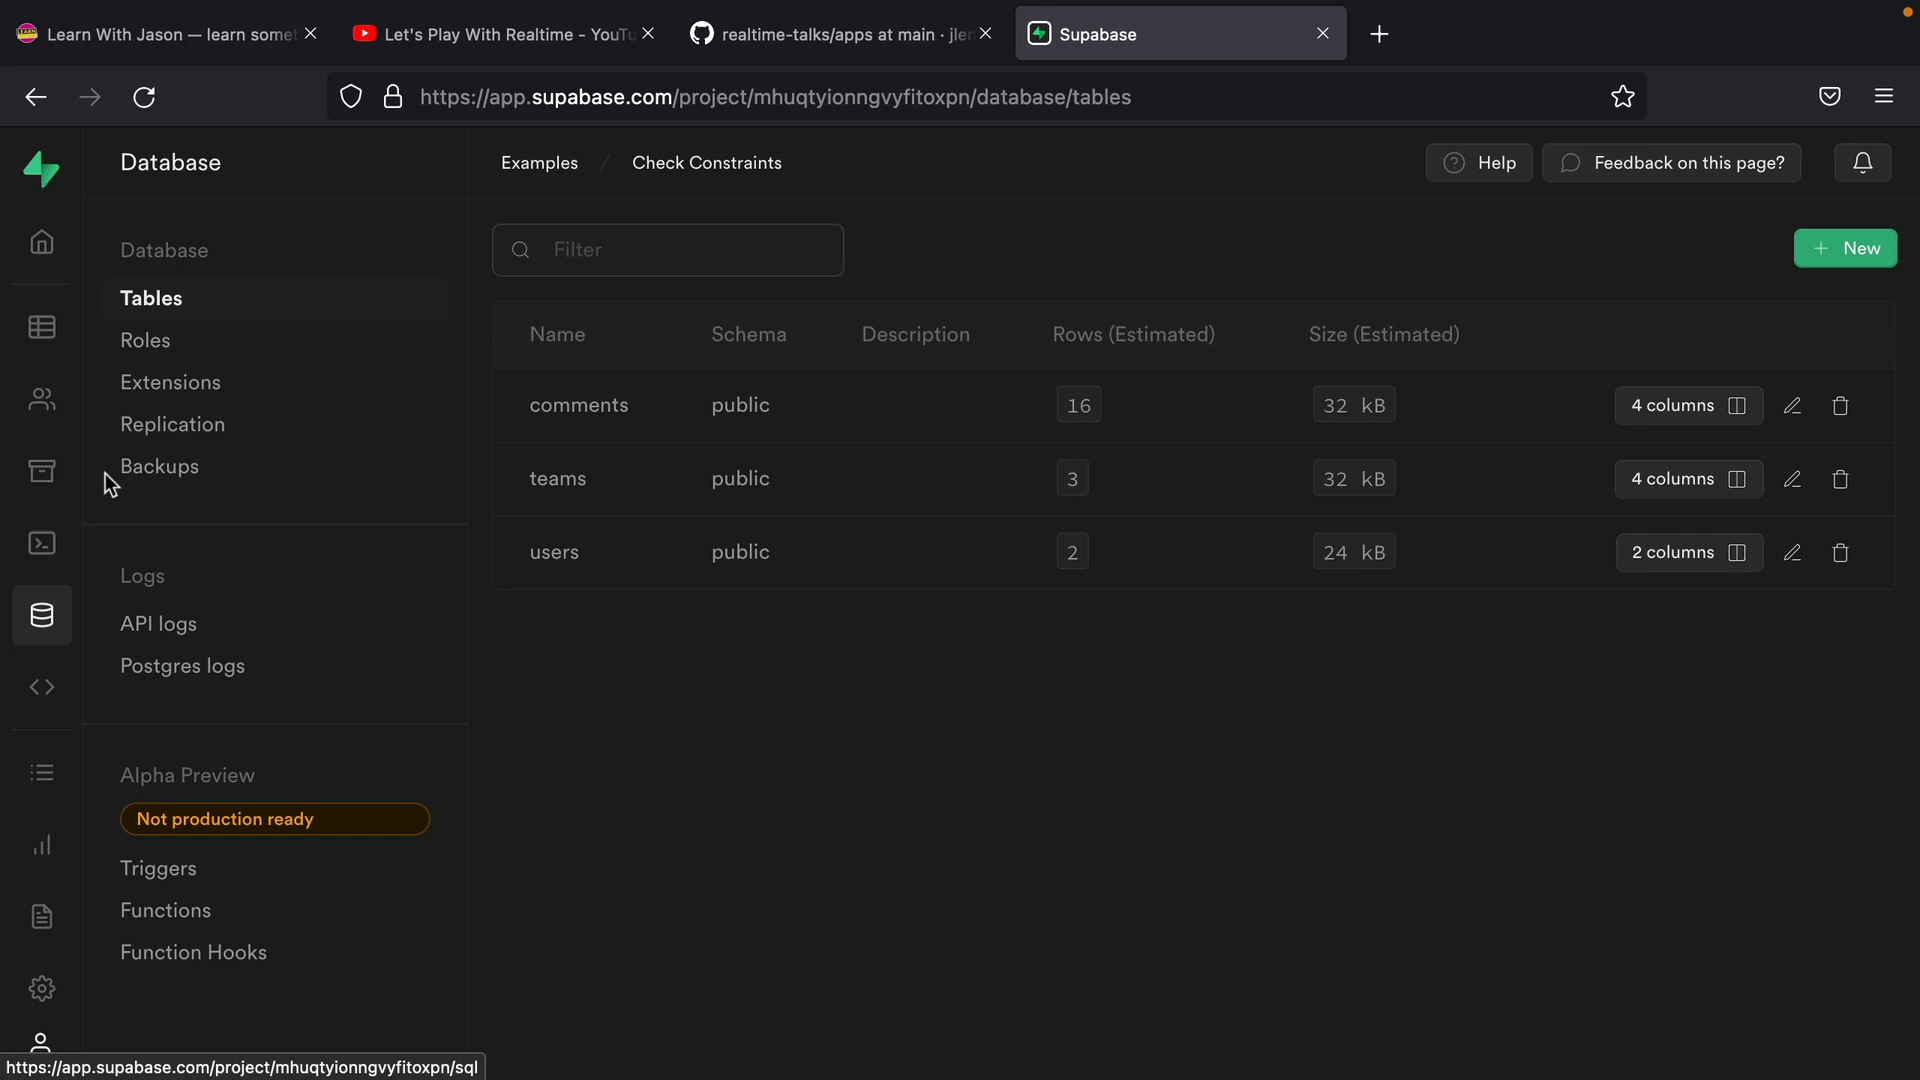 Learn With Jason — learn somet
Let's Play With Realtime - YouTu
realtime-talks/apps at main · jler
Supabase
https://app.supabase.com/project/mhuqtyionngvyfitoxpn/database/tables
Database
Examples / Check Constraints
Help
Feedback on this page?
Database
Tables
Roles
Extensions
Replication
Backups
Logs
API logs
Postgres logs
Alpha Preview
Not production ready
Triggers
Functions
Function Hooks
Filter
+ New
Name Schema Description Rows (Estimated) Size (Estimated)
comments public 16 32 kB 4 columns
teams public 3 32 kB 4 columns
users public 2 24 kB 2 columns
https://app.supabase.com/project/mhuqtyionngvyfitoxpn/sql